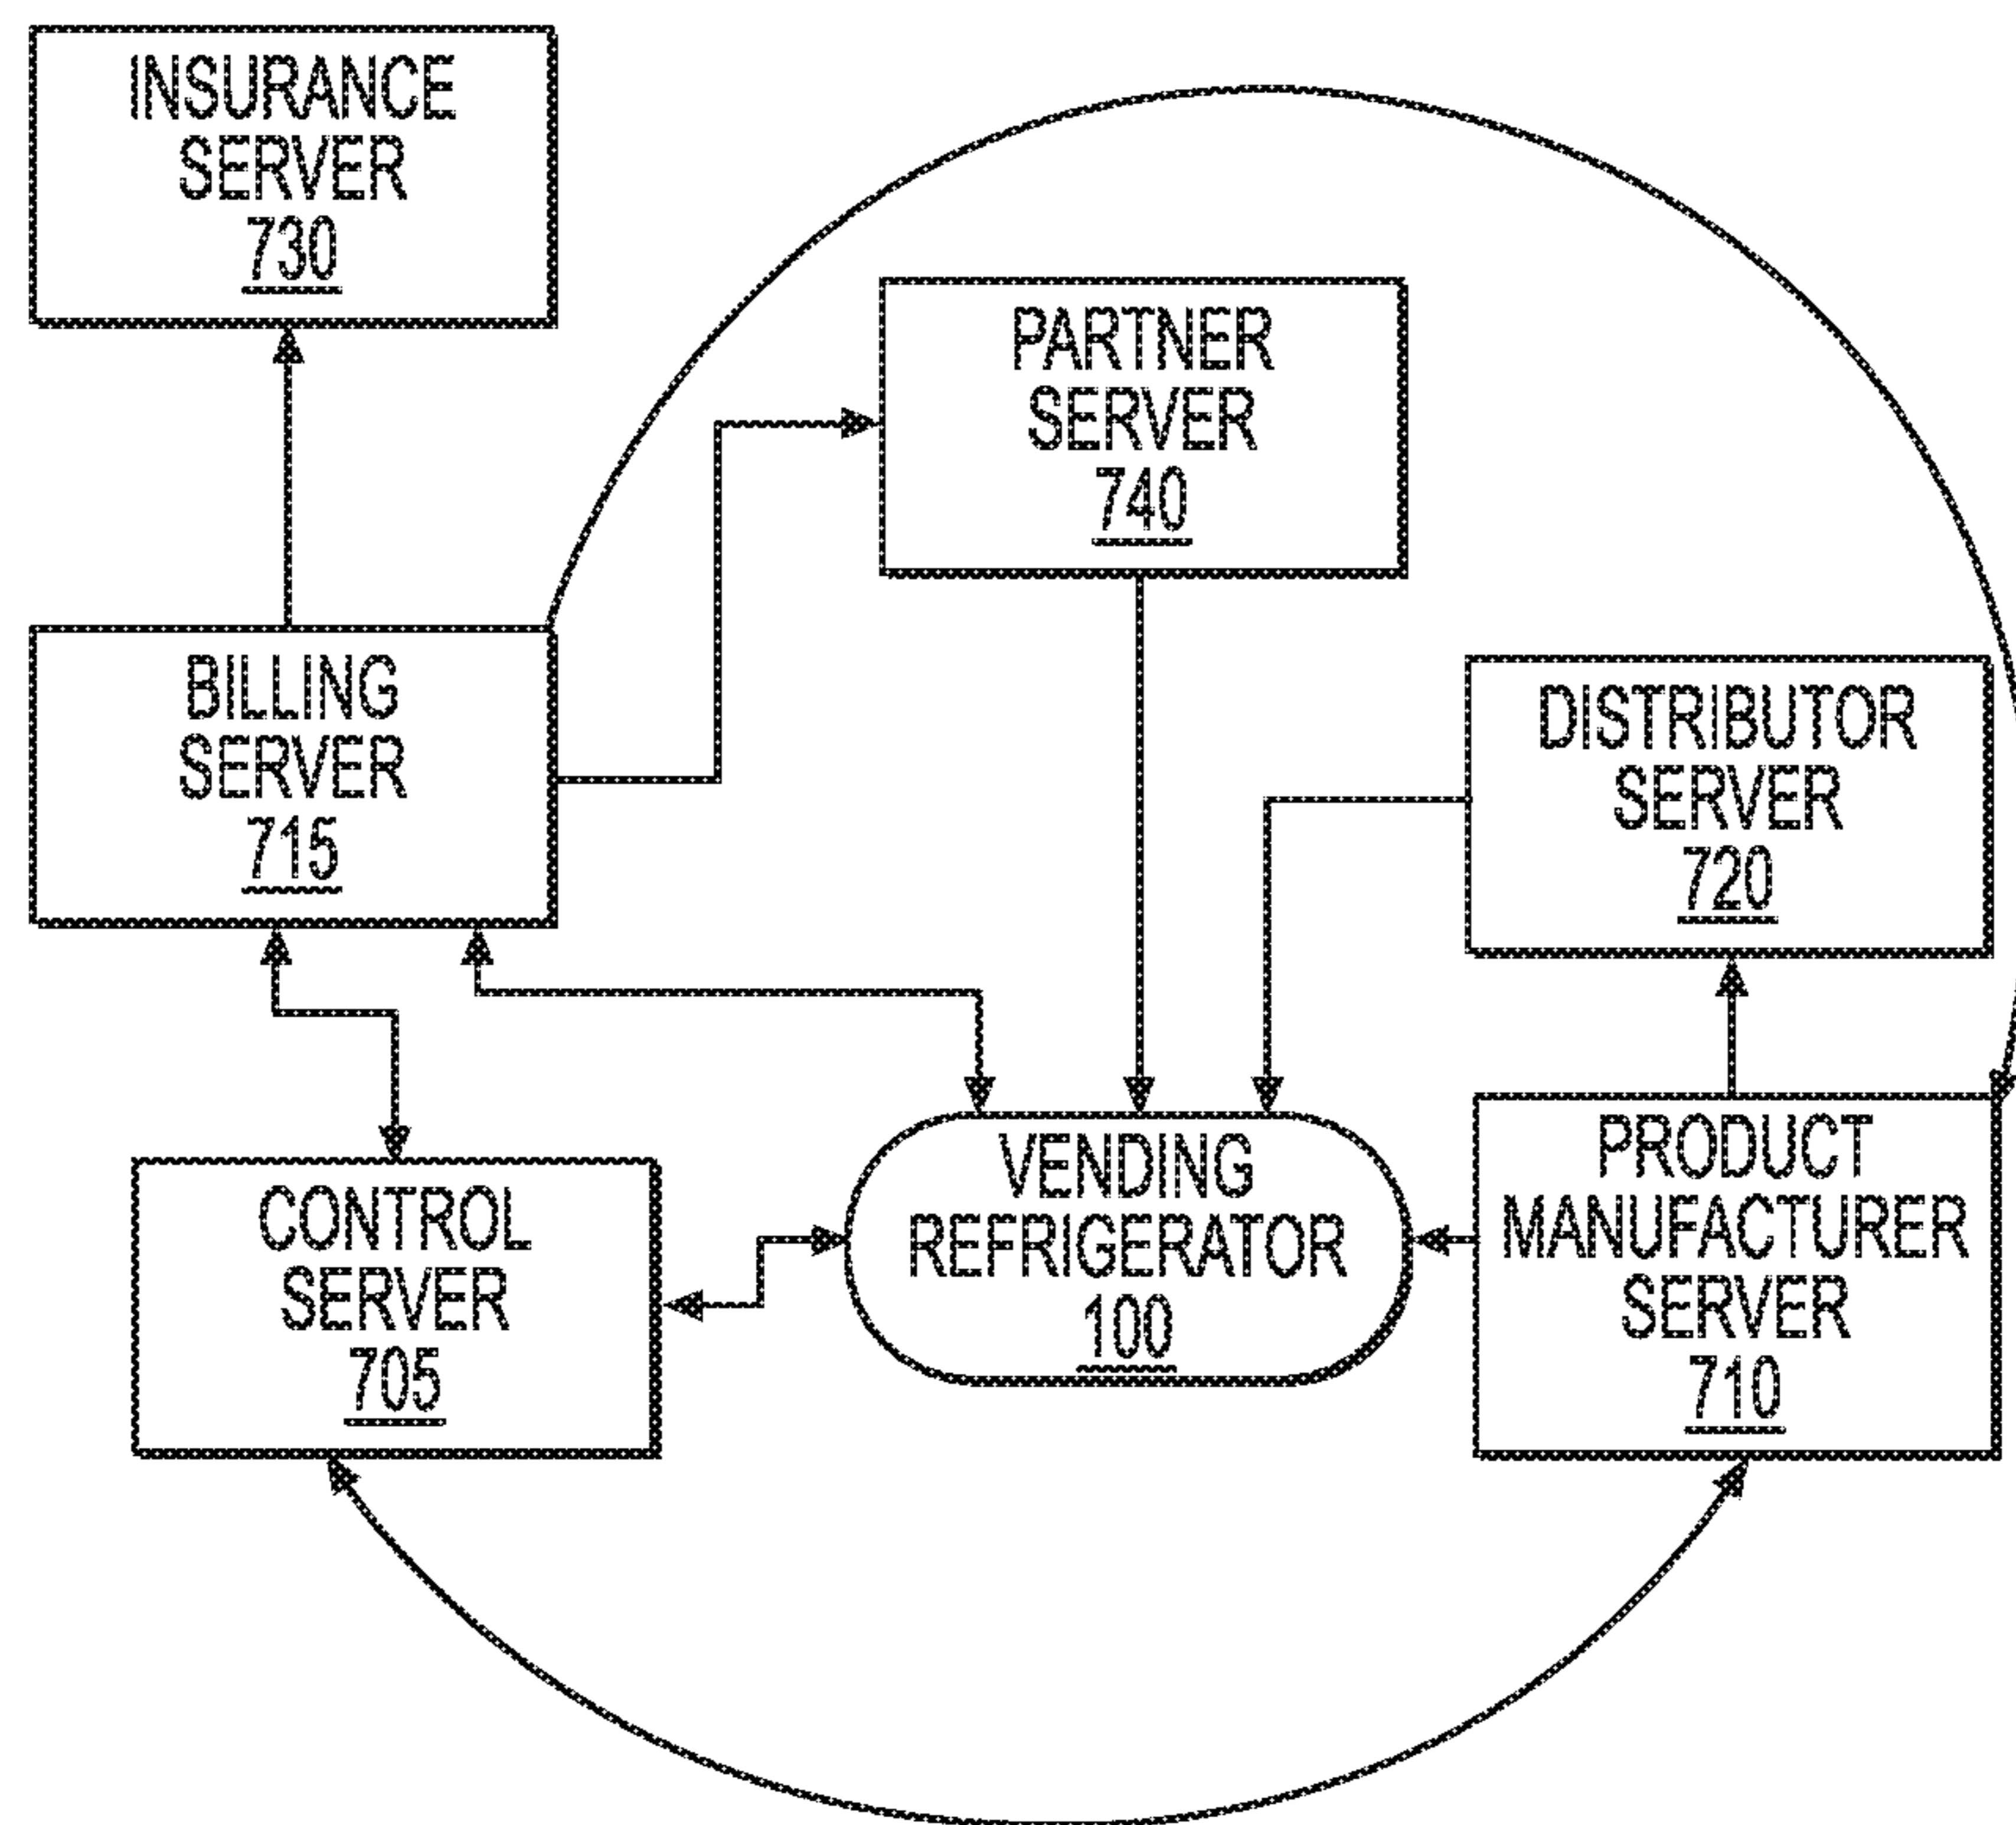 INSURANCE
SERVER
730
PARTNER
SERVER
740
BILLING
SERVER
715
DISTRIBUTOR
SERVER
720
CONTROL
SERVER
705
VENDING
REFRIGERATOR
100
PRODUCT
MANUFACTURER
SERVER
710